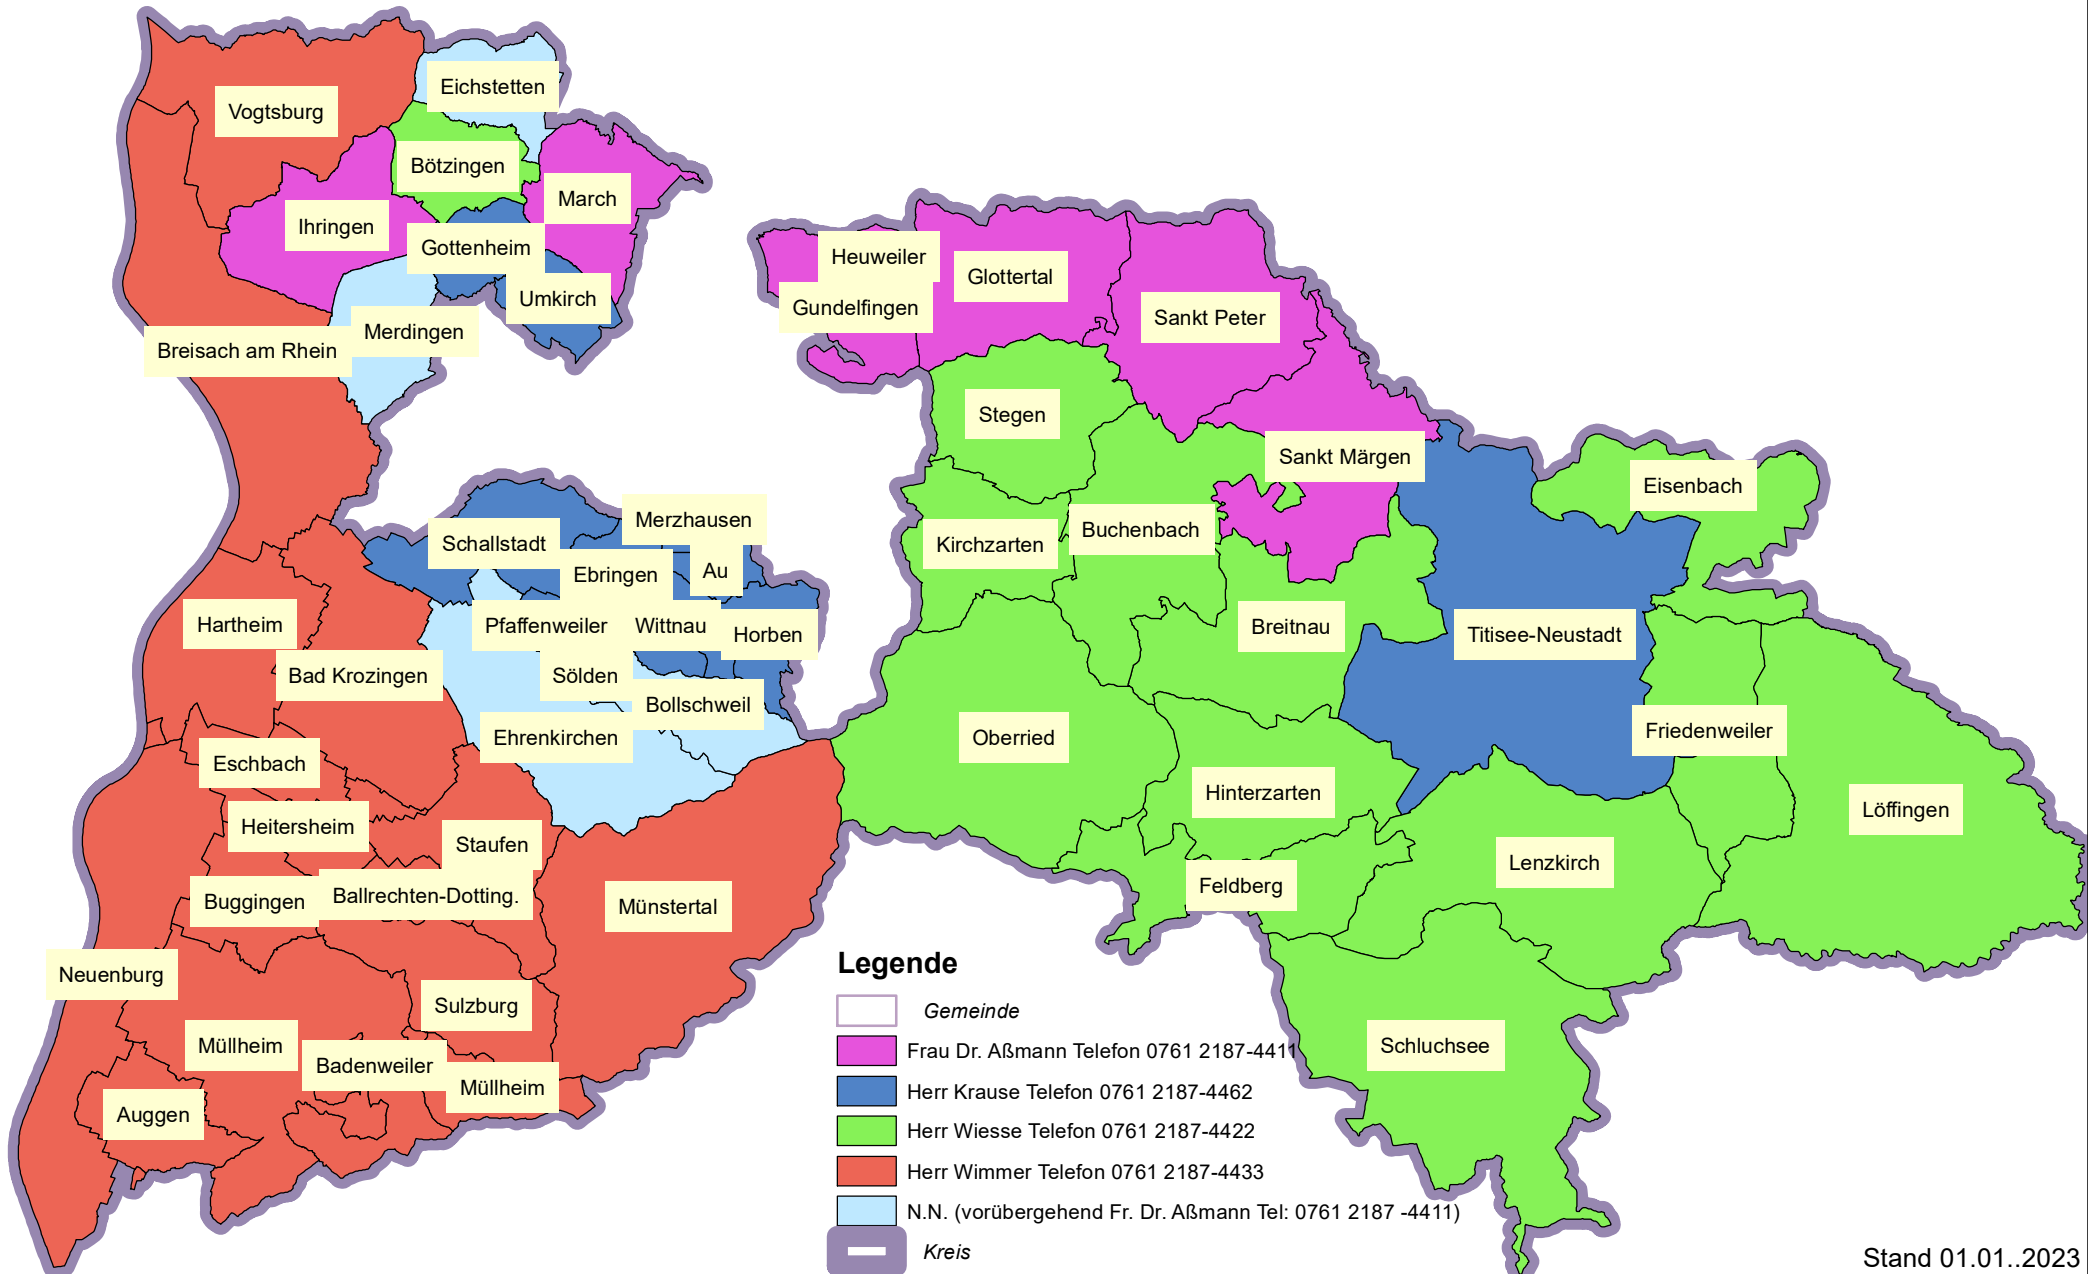 Eichstetten
Vogtsburg
Bötzingen
March
Ihringen
Gottenheim
Umkirch
Merdingen
Breisach am Rhein
Heuweiler
Glottertal
Gundelfingen
Sankt Peter
Stegen
Sankt Märgen
Eisenbach
Merzhausen
Schallstadt
Kirchzarten
Buchenbach
Ebringen
Au
Hartheim
Pfaffenweiler
Wittnau
Horben
Breitnau
Titisee-Neustadt
Bad Krozingen
Sölden
Bollschweil
Ehrenkirchen
Oberried
Friedenweiler
Eschbach
Hinterzarten
Löffingen
Heitersheim
Staufen
Lenzkirch
Feldberg
Buggingen
Ballrechten-Dotting.
Münstertal
Neuenburg
Sulzburg
Müllheim
Badenweiler
Müllheim
Auggen
Schluchsee
Legende
Gemeinde
Frau Dr. Aßmann Telefon 0761 2187-4411
Herr Krause Telefon 0761 2187-4462
Herr Wiesse Telefon 0761 2187-4422
Herr Wimmer Telefon 0761 2187-4433
N.N. (vorübergehend Fr. Dr. Aßmann Tel: 0761 2187 -4411)
Kreis
Stand 01.01..2023